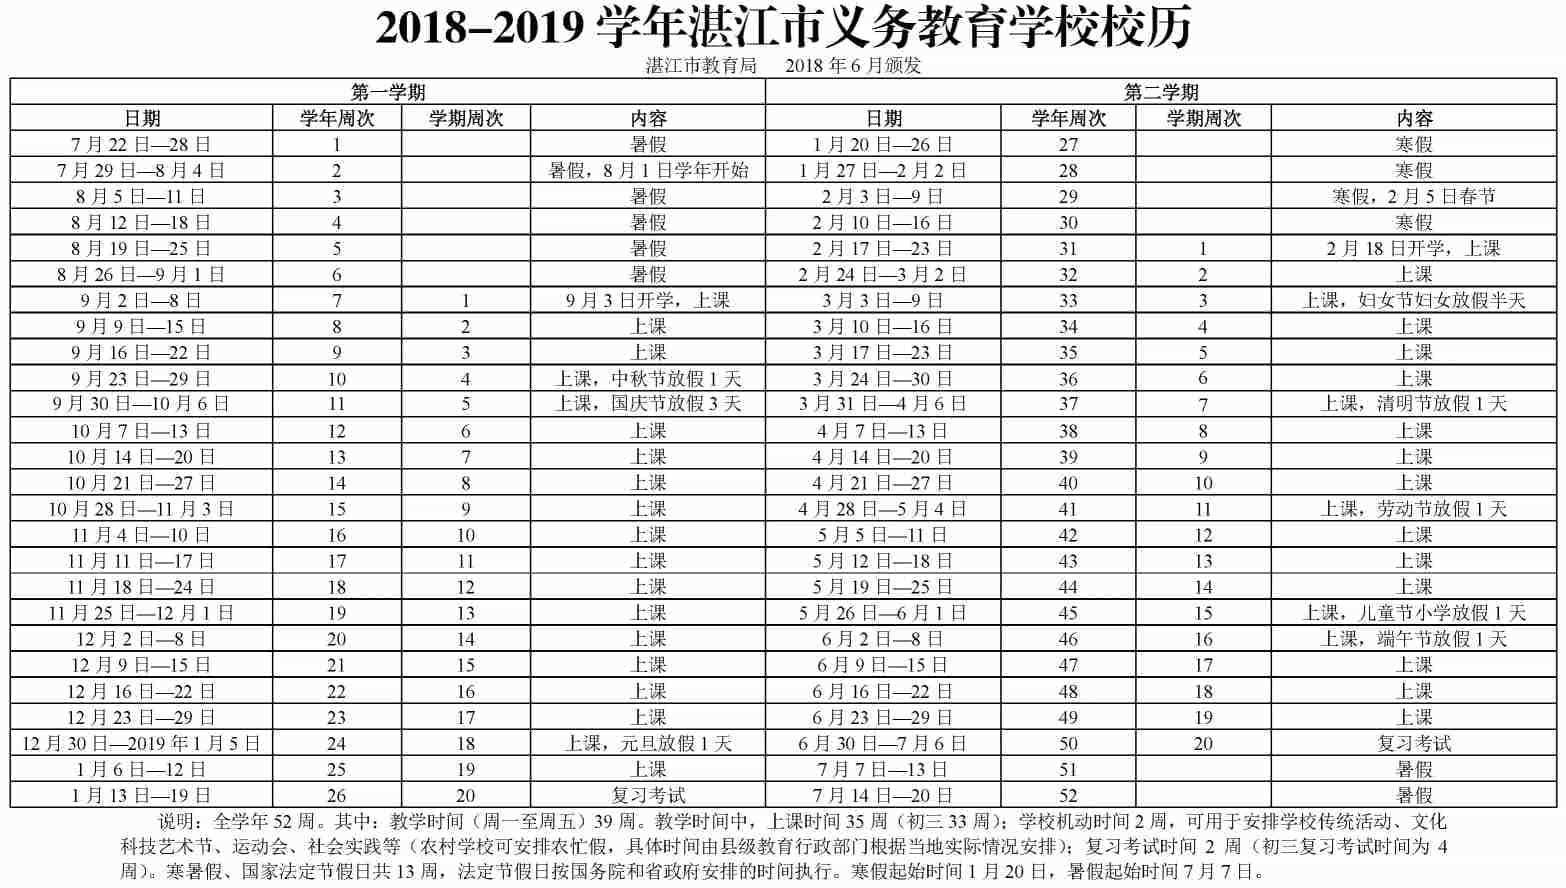 2018-2019 学年湛江市义务教育学校校历
湛江市教育局 2018 年 6 月颁发
第一学期 第二学期
日期 学年周次 学期周次 内容 日期 学年周次 学期周次 内容
7 月 22 日—28 日 1 暑假 1 月 20 日—26 日 27 寒假
7 月 29 日—8 月 4 日 2 暑假，8 月 1 日学年开始 1 月 27 日—2 月 2 日 28 寒假
8 月 5 日—11 日 3 暑假 2 月 3 日—9 日 29 寒假，2 月 5 日春节
8 月 12 日—18 日 4 暑假 2 月 10 日—16 日 30 寒假
8 月 19 日—25 日 5 暑假 2 月 17 日—23 日 31 1 2 月 18 日开学，上课
8 月 26 日—9 月 1 日 6 暑假 2 月 24 日—3 月 2 日 32 2 上课
9 月 2 日—8 日 7 1 9 月 3 日开学，上课 3 月 3 日—9 日 33 3 上课，妇女节妇女放假半天
9 月 9 日—15 日 8 2 上课 3 月 10 日—16 日 34 4 上课
9 月 16 日—22 日 9 3 上课 3 月 17 日—23 日 35 5 上课
9 月 23 日—29 日 10 4 上课，中秋节放假 1 天 3 月 24 日—30 日 36 6 上课
9 月 30 日—10 月 6 日 11 5 上课，国庆节放假 3 天 3 月 31 日—4 月 6 日 37 7 上课，清明节放假 1 天
10 月 7 日—13 日 12 6 上课 4 月 7 日—13 日 38 8 上课
10 月 14 日—20 日 13 7 上课 4 月 14 日—20 日 39 9 上课
10 月 21 日—27 日 14 8 上课 4 月 21 日—27 日 40 10 上课
10 月 28 日—11 月 3 日 15 9 上课 4 月 28 日—5 月 4 日 41 11 上课，劳动节放假 1 天
11 月 4 日—10 日 16 10 上课 5 月 5 日—11 日 42 12 上课
11 月 11 日—17 日 17 11 上课 5 月 12 日—18 日 43 13 上课
11 月 18 日—24 日 18 12 上课 5 月 19 日—25 日 44 14 上课
11 月 25 日—12 月 1 日 19 13 上课 5 月 26 日—6 月 1 日 45 15 上课，儿童节小学放假 1 天
12 月 2 日—8 日 20 14 上课 6 月 2 日—8 日 46 16 上课，端午节放假 1 天
12 月 9 日—15 日 21 15 上课 6 月 9 日—15 日 47 17 上课
12 月 16 日—22 日 22 16 上课 6 月 16 日—22 日 48 18 上课
12 月 23 日—29 日 23 17 上课 6 月 23 日—29 日 49 19 上课
12 月 30 日—2019 年 1 月 5 日 24 18 上课，元旦放假 1 天 6 月 30 日—7 月 6 日 50 20 复习考试
1 月 6 日—12 日 25 19 上课 7 月 7 日—13 日 51 暑假
1 月 13 日—19 日 26 20 复习考试 7 月 14 日—20 日 52 暑假
说明：全学年 52 周。其中：教学时间（周一至周五）39 周。教学时间中，上课时间 35 周（初三 33 周）；学校机动时间 2 周，可用于安排学校传统活动、文化
科技艺术节、运动会、社会实践等（农村学校可安排农忙假，具体时间由县级教育行政部门根据当地实际情况安排）；复习考试时间 2 周（初三复习考试时间为 4
周）。寒暑假、国家法定节假日共 13 周，法定节假日按国务院和省政府安排的时间执行。寒假起始时间 1 月 20 日，暑假起始时间 7 月 7 日。